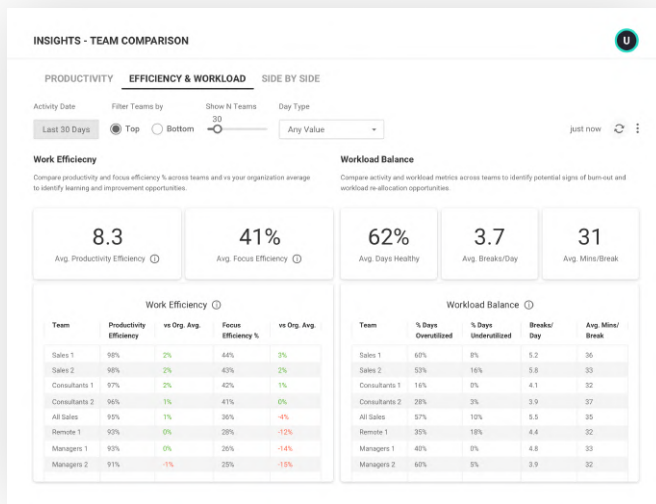 INSIGHTS - TEAM COMPARISON
U
PRODUCTIVITY EFFICIENCY & WORKLOAD SIDE BY SIDE
Activity Date Filter Teams by Show N Teams Day Type
30
Last 30 Days Top Bottom Any Value just now
Work Efficiecny
Compare productivity and focus efficiency % across teams and vs your organization average
to identify learning and improvement opportunities.
Workload Balance
Compare activity and workload metrics across teams to identify potential signs of burn-out and
workload re-allocation opportunities.
8.3
Avg. Productivity Efficiency
41%
Avg. Focus Efficiency
62%
Avg. Days Healthy
3.7
Avg. Breaks/Day
31
Avg. Mins/Break
Work Efficiency
Team Productivity vs Org. Avg. Focus vs Org. Avg.
Efficiency Efficiency %
Sales 1 98% 2% 44% 3%
Sales 2 98% 2% 43% 2%
Consultants 1 97% 2% 42% 1%
Consultants 2 96% 1% 41% 0%
All Sales 95% 1% 36% -4%
Remote 1 93% 0% 28% -12%
Managers 1 93% 0% 26% -14%
Managers 2 91% -1% 25% -15%
Workload Balance
Team % Days % Days Breaks/ Avg. Mins/
Overutilized Underutilized Day Break
Sales 1 60% 8% 5.2 36
Sales 2 53% 16% 5.8 33
Consultants 1 16% 0% 4.1 32
Consultants 2 28% 3% 3.9 37
All Sales 57% 10% 5.5 35
Remote 1 35% 18% 4.4 32
Managers 1 40% 0% 4.8 33
Managers 2 60% 5% 3.9 32